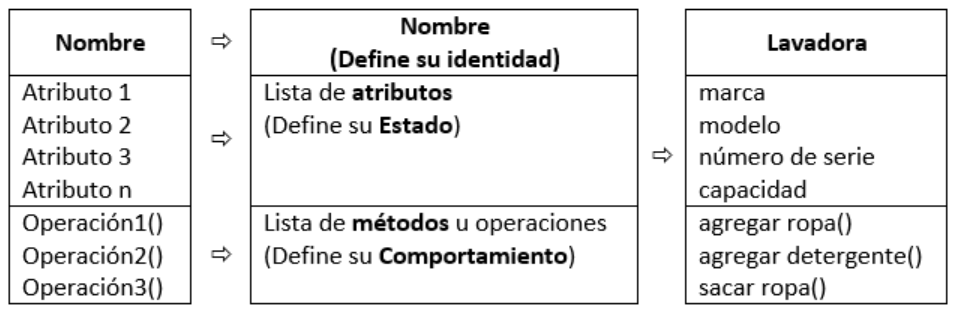 Nombre
Atributo 1
Atributo 2
Atributo 3
Atributo n
Operación1()
Operación2()
Operación3()
⇨
⇨
⇨
Nombre
(Define su identidad)
Lista de atributos
(Define su Estado)
Lista de métodos u operaciones
(Define su Comportamiento)
⇨
Lavadora
marca
modelo
número de serie
capacidad
agregar ropa()
agregar detergente()
sacar ropa()